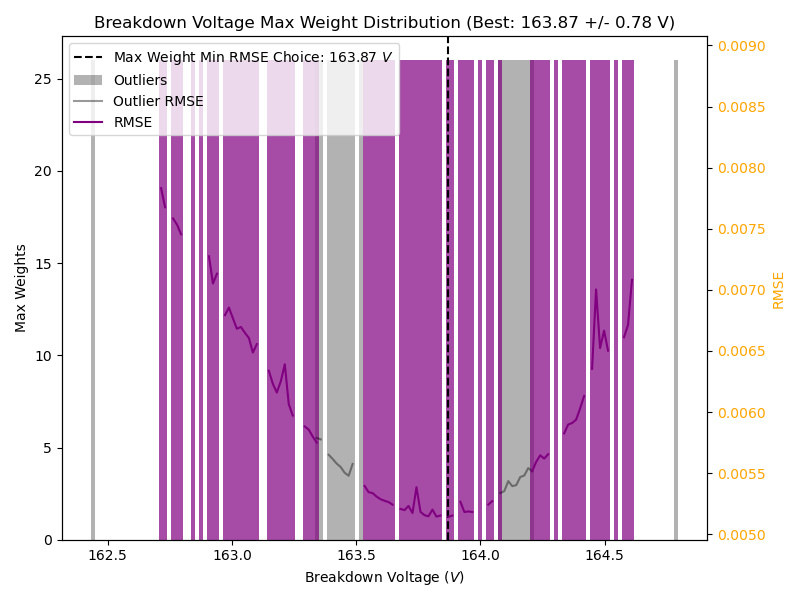 Breakdown Voltage Max Weight Distribution (Best: 163.87 +/- 0.78 V)
Max Weight Min RMSE Choice: 163.87 V
Outliers
Outlier RMSE
RMSE
Max Weights
0
5
10
15
20
25
162.5
163.0
163.5
164.0
164.5
Breakdown Voltage (V)
0.0090
0.0085
0.0080
0.0075
0.0070
0.0065
0.0060
0.0055
0.0050
RMSE